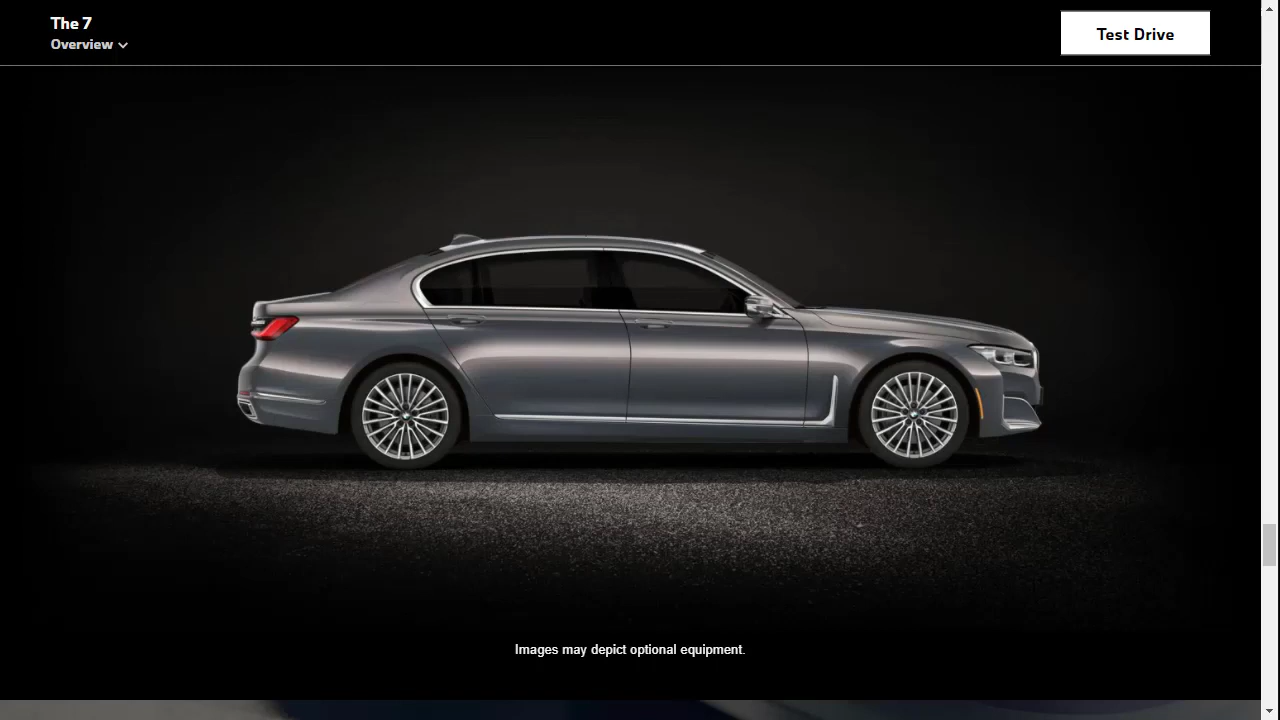 The 7
Overview
Test Drive
Images may depict optional equipment.